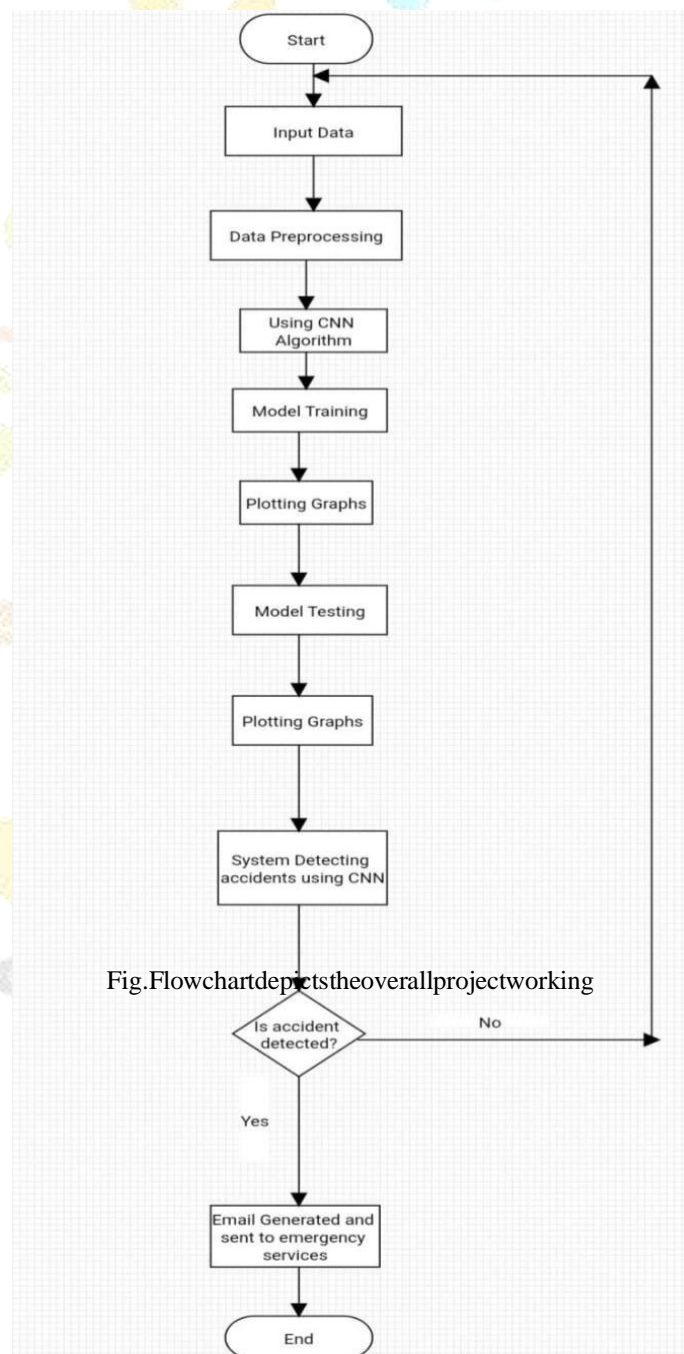 Start
Input Data
Data Preprocessing
Using CNN
Algorithm
Model Training
Plotting Graphs
Model Testing
Plotting Graphs
System Detecting
accidents using CNN
Fig.Flowchartdepictstheoverallprojectworking
Is accident
detected?
No
Yes
Email Generated and
sent to emergency
services
End